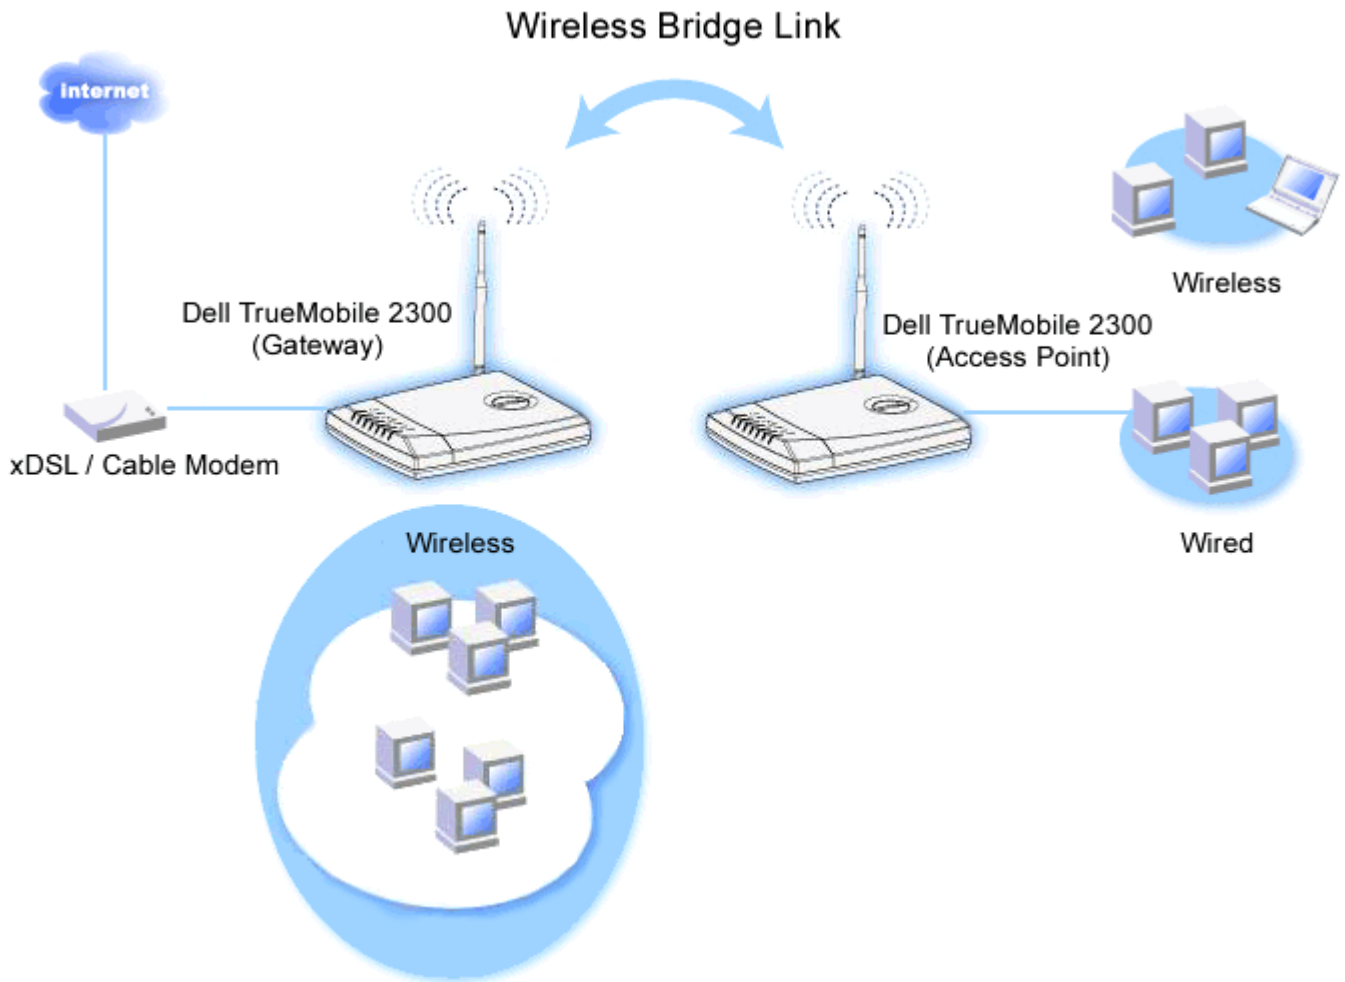 Wireless Bridge Link
internet
Wireless
Dell TrueMobile 2300
(Gateway)
Dell TrueMobile 2300
(Access Point)
xDSL / Cable Modem
Wireless
Wired